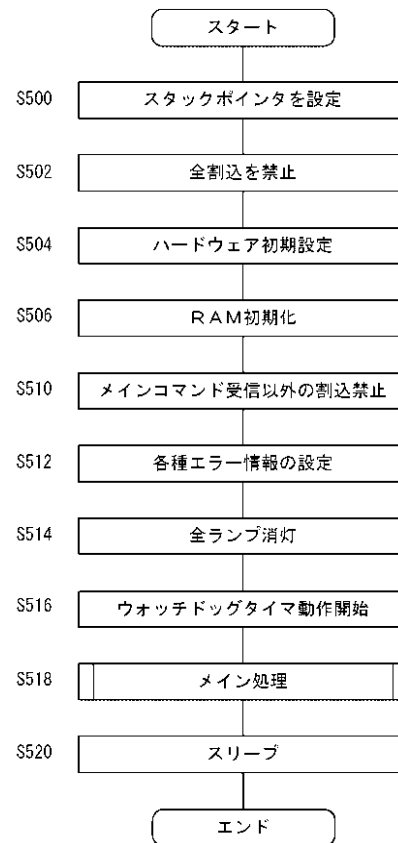 スタート
S500 スタックポインタを設定
S502 全割込を禁止
S504 ハードウェア初期設定
S506 RAM初期化
S510 メインコマンド受信以外の割込禁止
S512 各種エラー情報の設定
S514 全ランプ消灯
S516 ウォッチドッグタイマ動作開始
S518 メイン処理
S520 スリープ
エンド